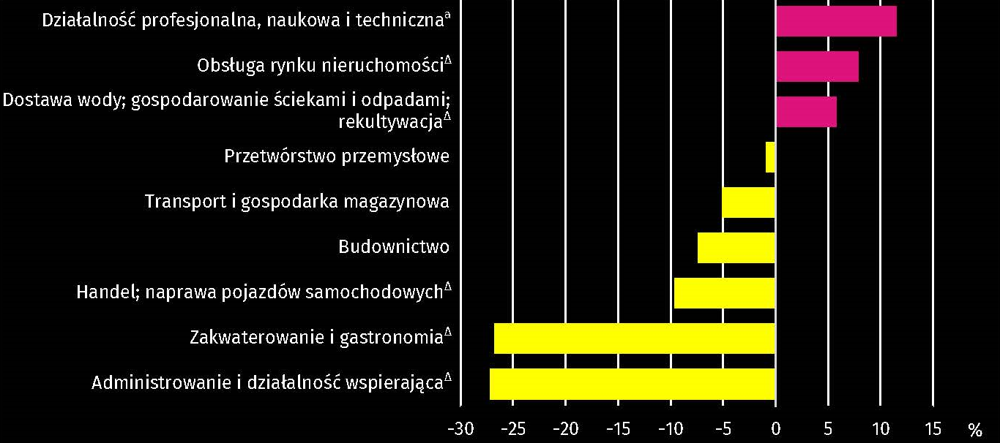 Działalność profesjonalna, naukowa i technicznaª
Obsługa rynku nieruchomości∆
Dostawa wody; gospodarowanie ściekami i odpadami;
rekultywacja∆
Przetwórstwo przemysłowe
Transport i gospodarka magazynowa
Budownictwo
Handel; naprawa pojazdów samochodowych∆
Zakwaterowanie i gastronomia∆
Administrowanie i działalność wspierająca∆
-30 -25 -20 -15 -10 -5 0 5 10 15 %